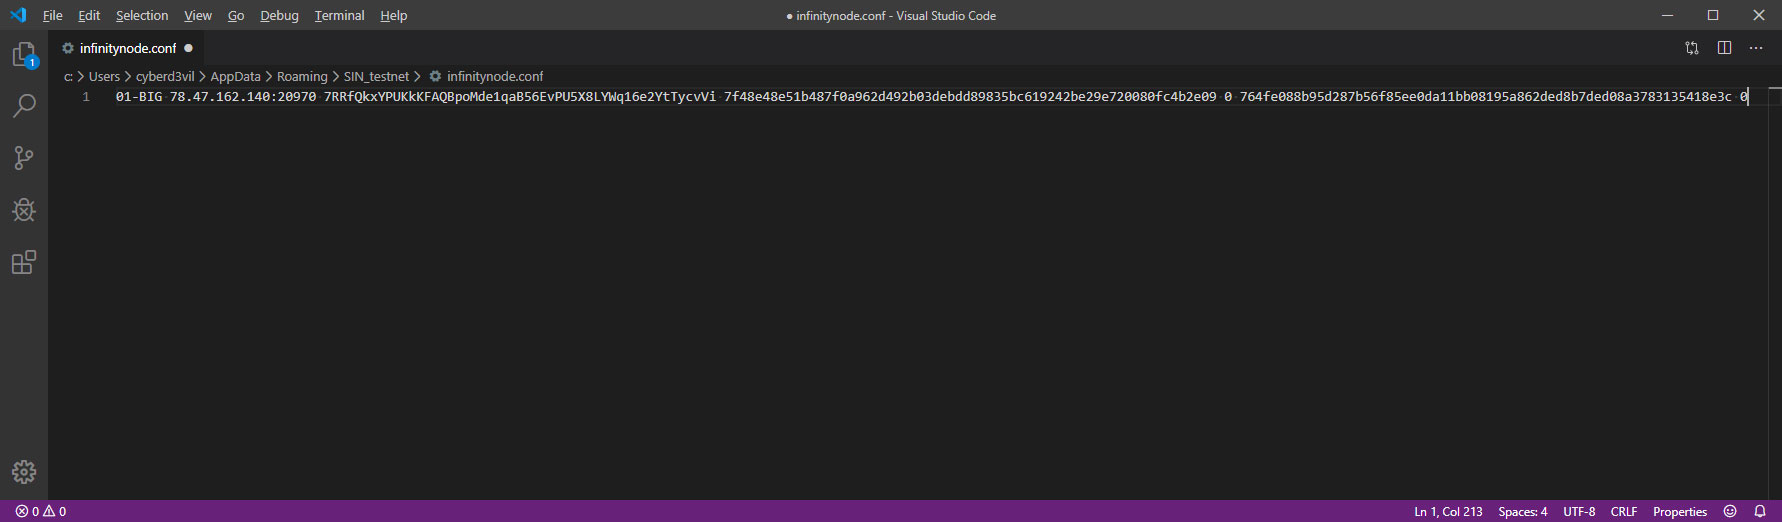 File Edit Selection View Go Debug Terminal Help
● infinitynode.conf - Visual Studio Code
infinitynode.conf
1
c: > Users > cyberd3vil > AppData > Roaming > SIN_testnet > infinitynode.conf
1 01-BIG 78.47.162.140:20970 7RRfQkxYPUKkKFAQBpoMde1qaB56EvPU5X8LYWq16e2YtTycvVi 7f48e48e51b487f0a962d492b03debdd89835bc619242be29e720080fc4b2e09 0 764fe088b95d287b56f85ee0da11bb08195a862ded8b7ded08a3783135418e3c 0
0 0
Ln 1, Col 213 Spaces: 4 UTF-8 CRLF Properties